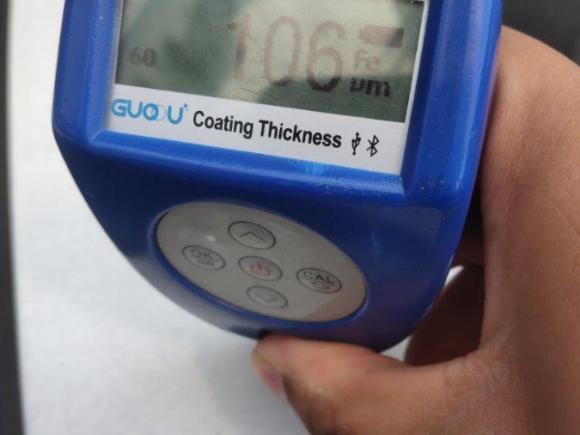 106
Fe
60
µm
GUOOU
Coating Thickness
OK
CAL